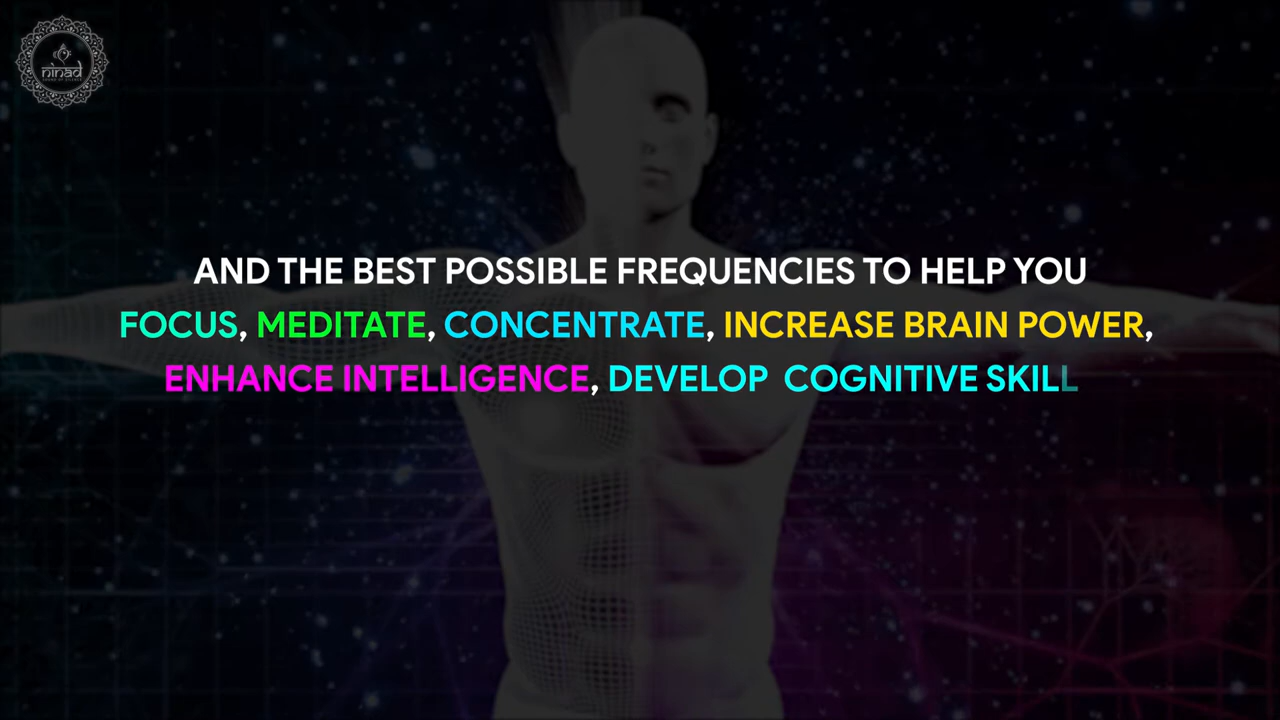 ninad
AND THE BEST POSSIBLE FREQUENCIES TO HELP YOU
FOCUS, MEDITATE, CONCENTRATE, INCREASE BRAIN POWER,
ENHANCE INTELLIGENCE, DEVELOP COGNITIVE SKILL